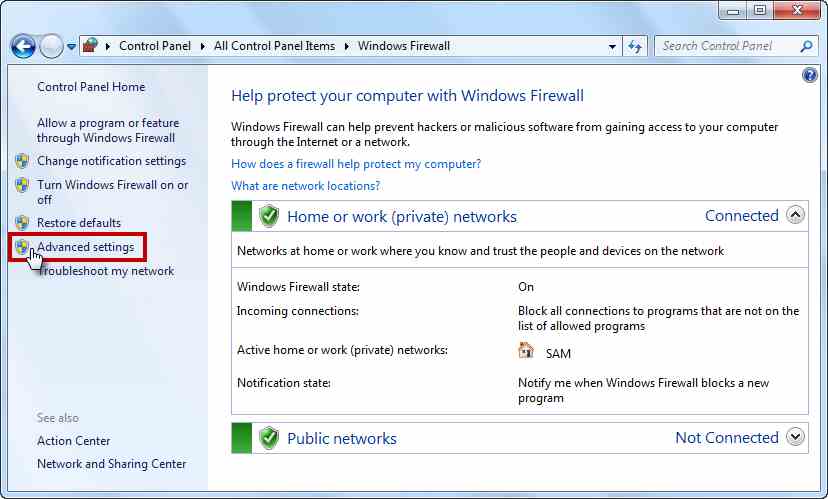 Control Panel
All Control Panel Items
Windows Firewall
Search Control Panel
Control Panel Home
Allow a program or feature
through Windows Firewall
Change notification settings
Turn Windows Firewall on or
off
Restore defaults
Advanced settings
Troubleshoot my network
See also
Action Center
Network and Sharing Center
Help protect your computer with Windows Firewall
Windows Firewall can help prevent hackers or malicious software from gaining access to your computer
through the Internet or a network.
How does a firewall help protect my computer?
What are network locations?
Home or work (private) networks Connected
Networks at home or work where you know and trust the people and devices on the network
Windows Firewall state: On
Incoming connections: Block all connections to programs that are not on the
list of allowed programs
Active home or work (private) networks: SAM
Notification state: Notify me when Windows Firewall blocks a new
program
Public networks Not Connected